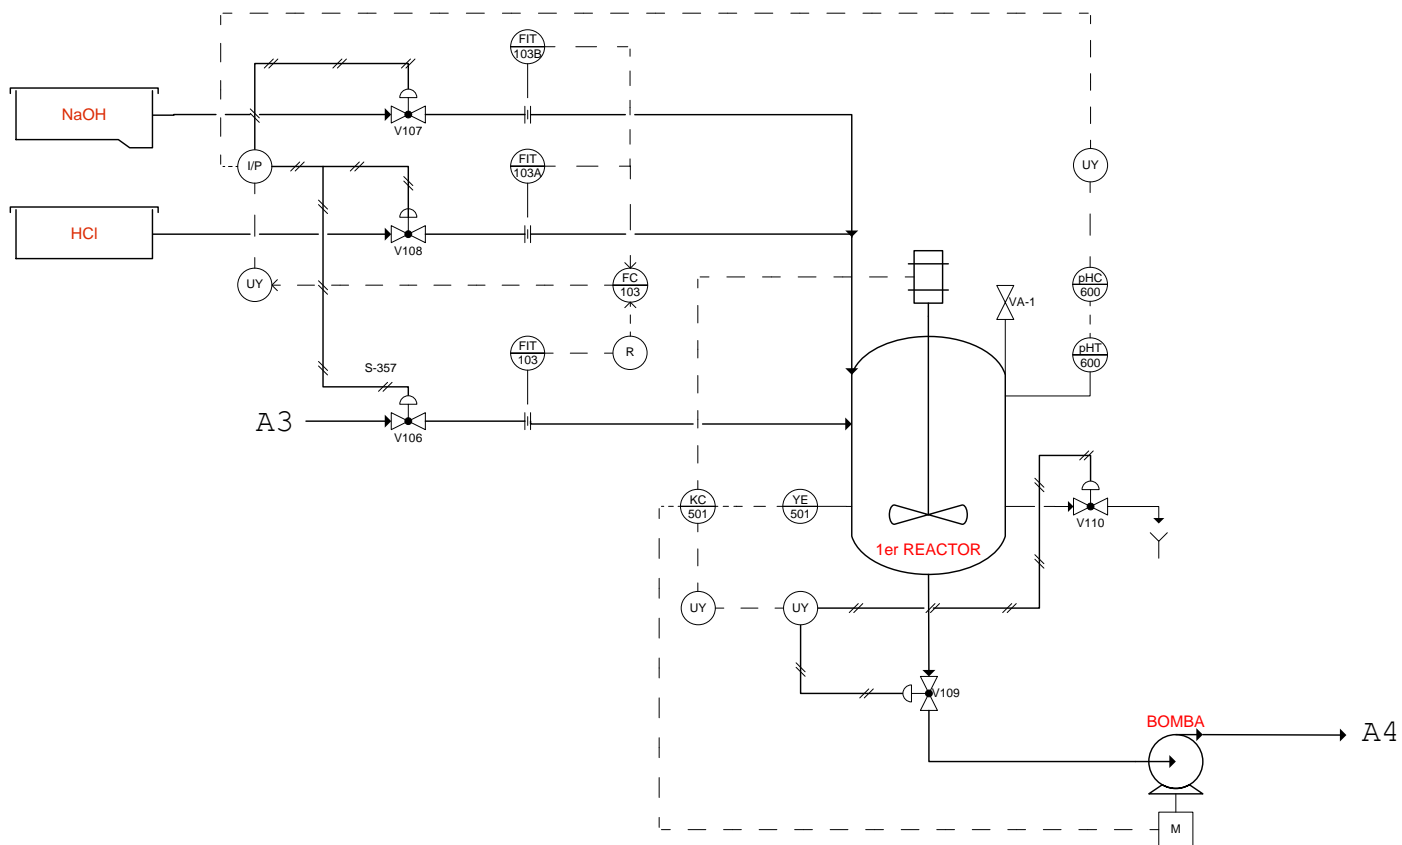 FIT
103B
NaOH
V107
I/P
FIT
103A
UY
HCl
V108
UY
FC
103
pHC
600
VA-1
FIT
103
R
pHT
600
S-357
A3
V106
KC
501
YE
501
V110
1er REACTOR
UY
UY
V109
BOMBA
A4
M